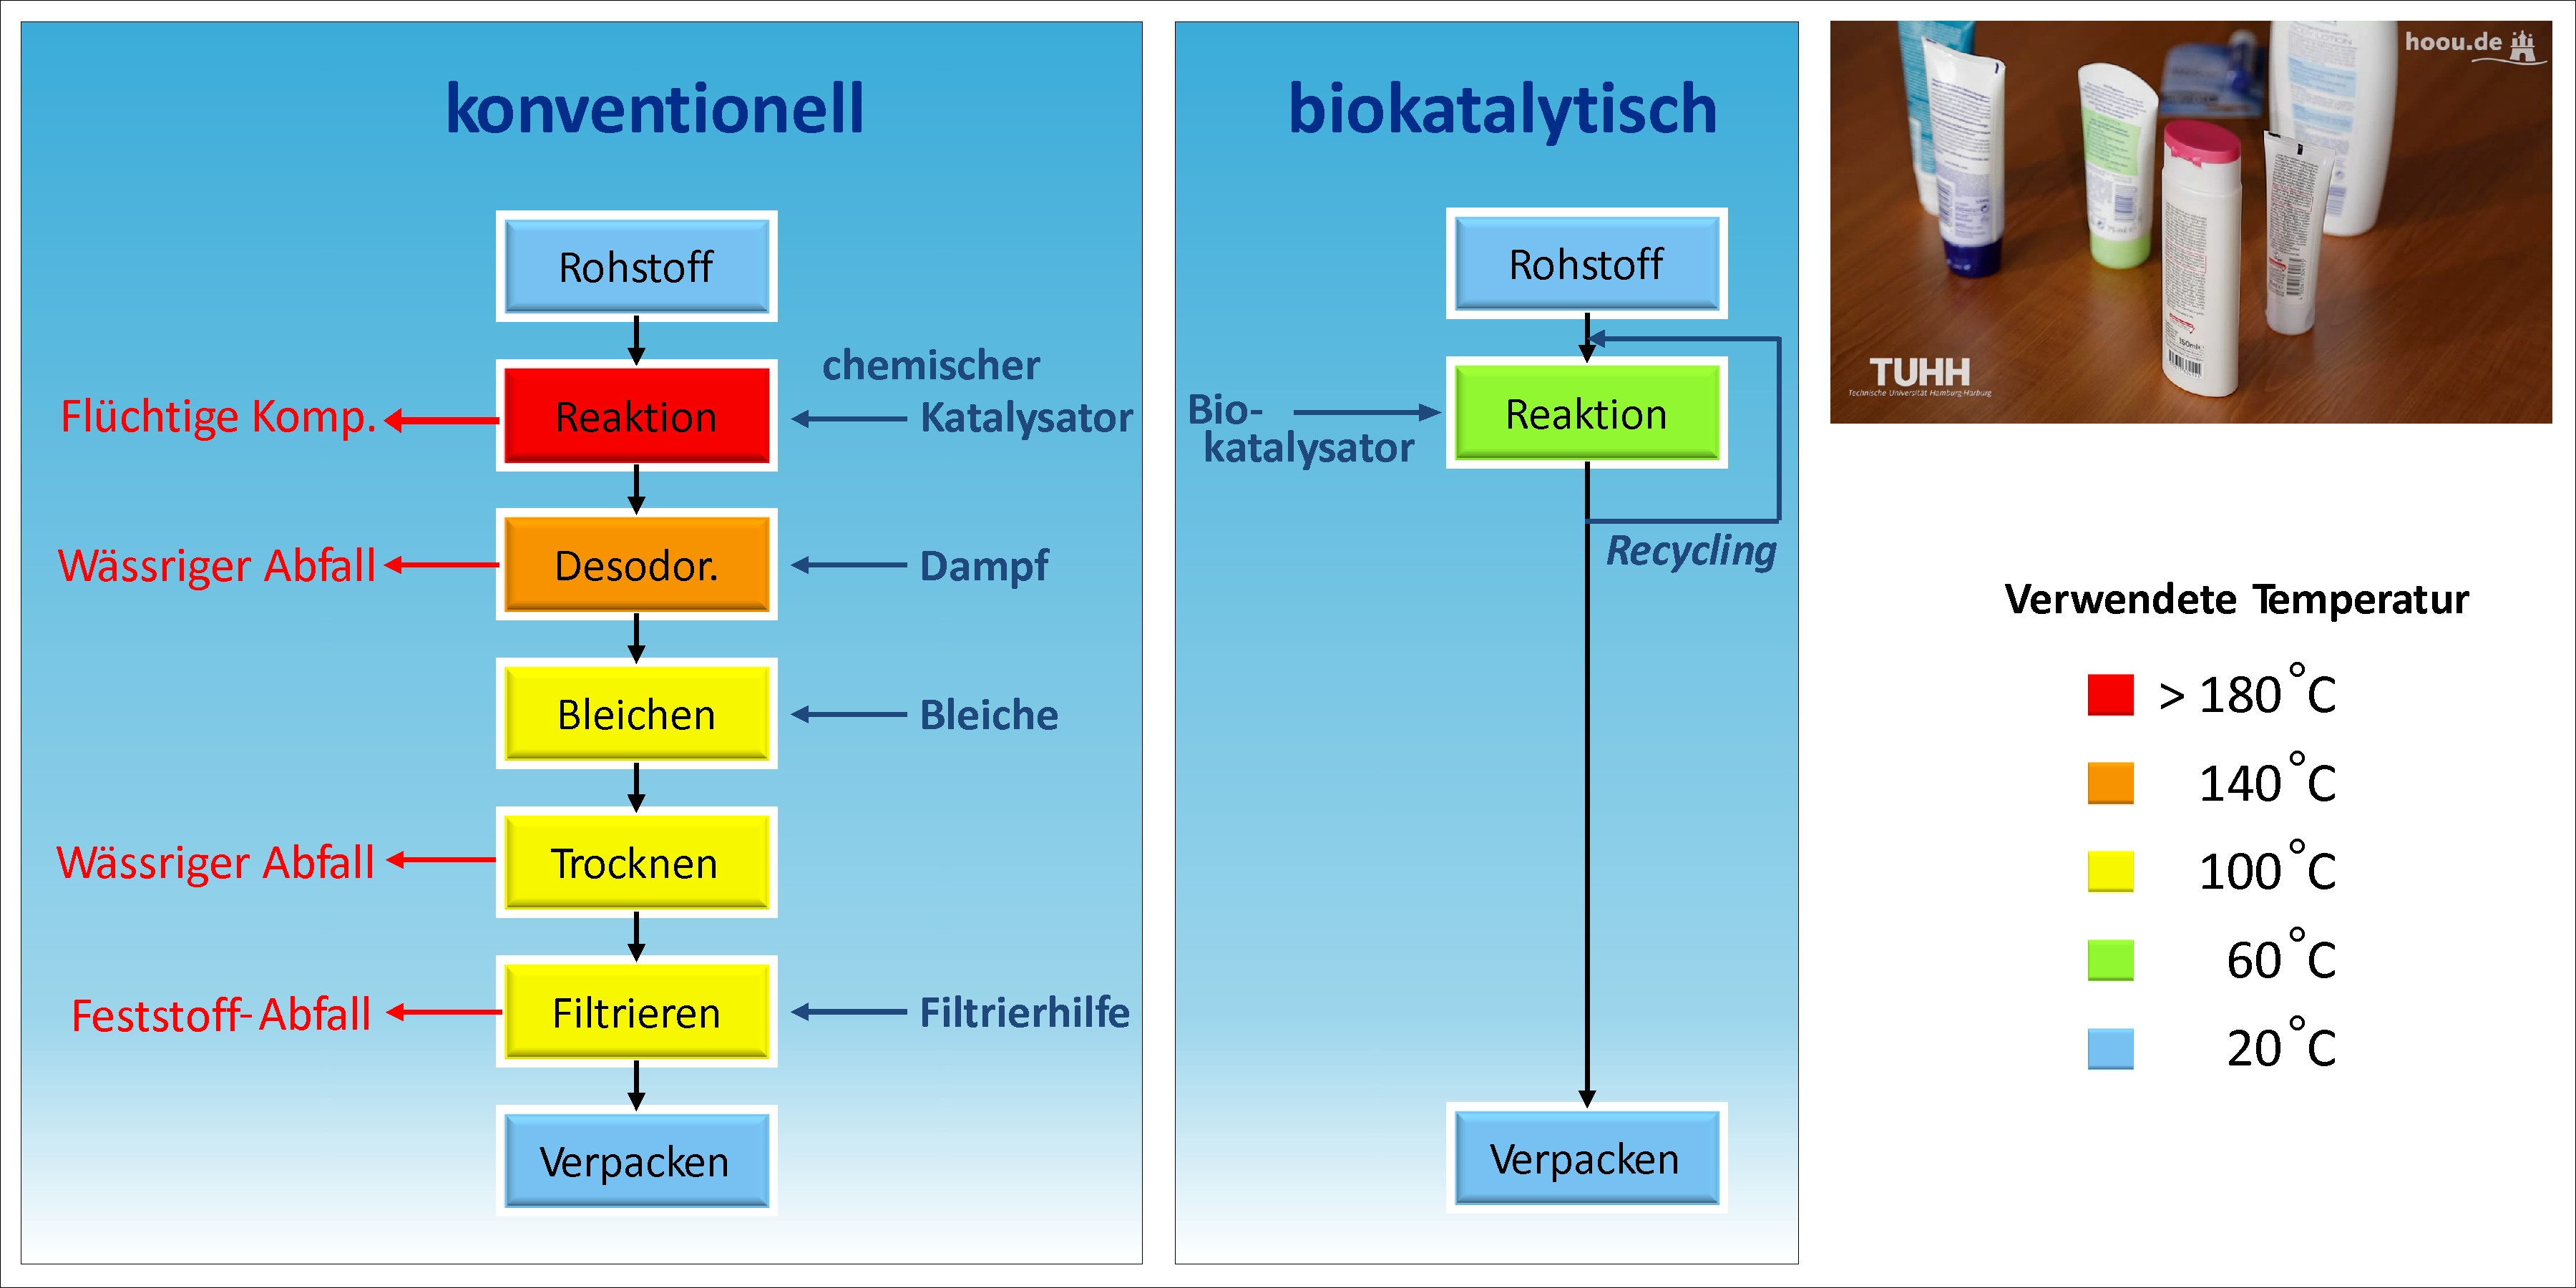 konventionell
Rohstoff
chemischer
Flüchtige Komp.
Reaktion
Katalysator
Wässriger Abfall
Desodor.
Dampf
Bleichen
Bleiche
Wässriger Abfall
Trocknen
Feststoff-Abfall
Filtrieren
Filtrierhilfe
Verpacken
biokatalytisch
Rohstoff
Bio-
katalysator
Reaktion
Recycling
Verpacken
hoou.de
TUHH
Technische Universität Hamburg-Harburg
150ml
Verwendete Temperatur
> 180 °C
140 °C
100 °C
60 °C
20 °C